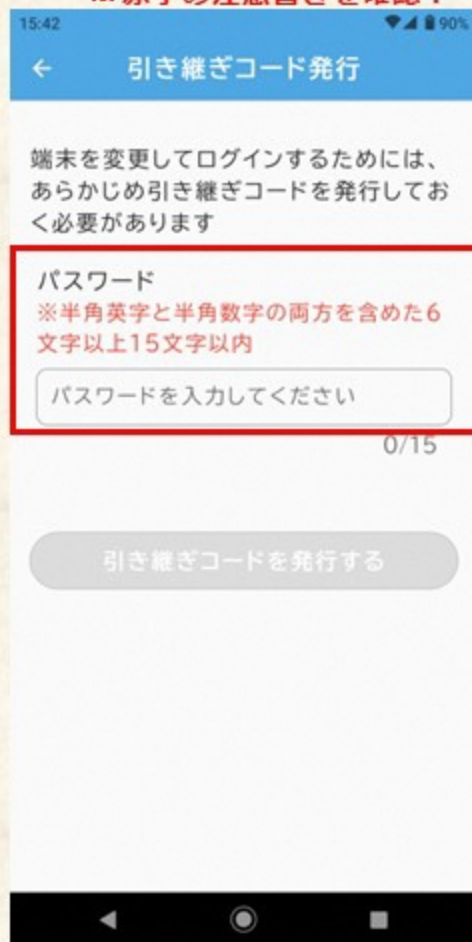 15:42
90%
引き継ぎコード発行
端末を変更してログインするためには、
あらかじめ引き継ぎコードを発行してお
く必要があります
パスワード
※半角英字と半角数字の両方を含めた6
文字以上15文字以内
パスワードを入力してください
0/15
引き継ぎコードを発行する